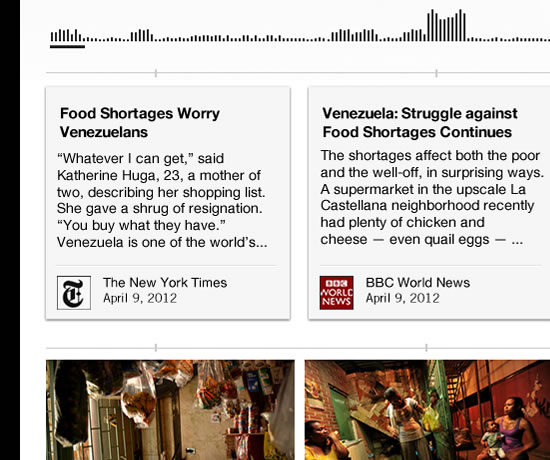 Food Shortages Worry
Venezuelans
“Whatever I can get,” said
Katherine Huga, 23, a mother of
two, describing her shopping list.
She gave a shrug of resignation.
“You buy what they have.”
Venezuela is one of the world’s...
T
The New York Times
April 9, 2012
Venezuela: Struggle against
Food Shortages Continues
The shortages affect both the poor
and the well-off, in surprising ways.
A supermarket in the upscale La
Castellana neighborhood recently
had plenty of chicken and
cheese — even quail eggs — ...
BBC
WORLD
NEWS
BBC World News
April 9, 2012